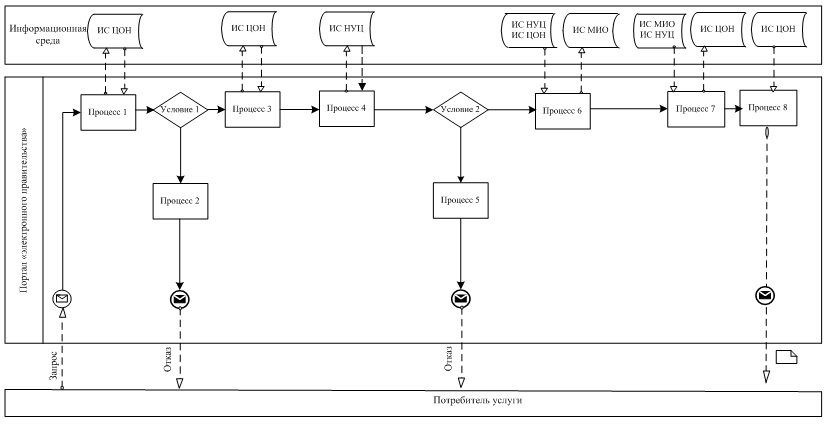 Информационная
среда
ИС ЦОН
ИС ЦОН
ИС НУЦ
ИС НУЦ
ИС ЦОН
ИС МИО
ИС МИО
ИС НУЦ
ИС ЦОН
ИС ЦОН
Портал «электронного правительства»
Процесс 1
Условие 1
Процесс 3
Процесс 4
Условие 2
Процесс 6
Процесс 7
Процесс 8
Процесс 2
Процесс 5
Запрос
Отказ
Отказ
Потребитель услуги